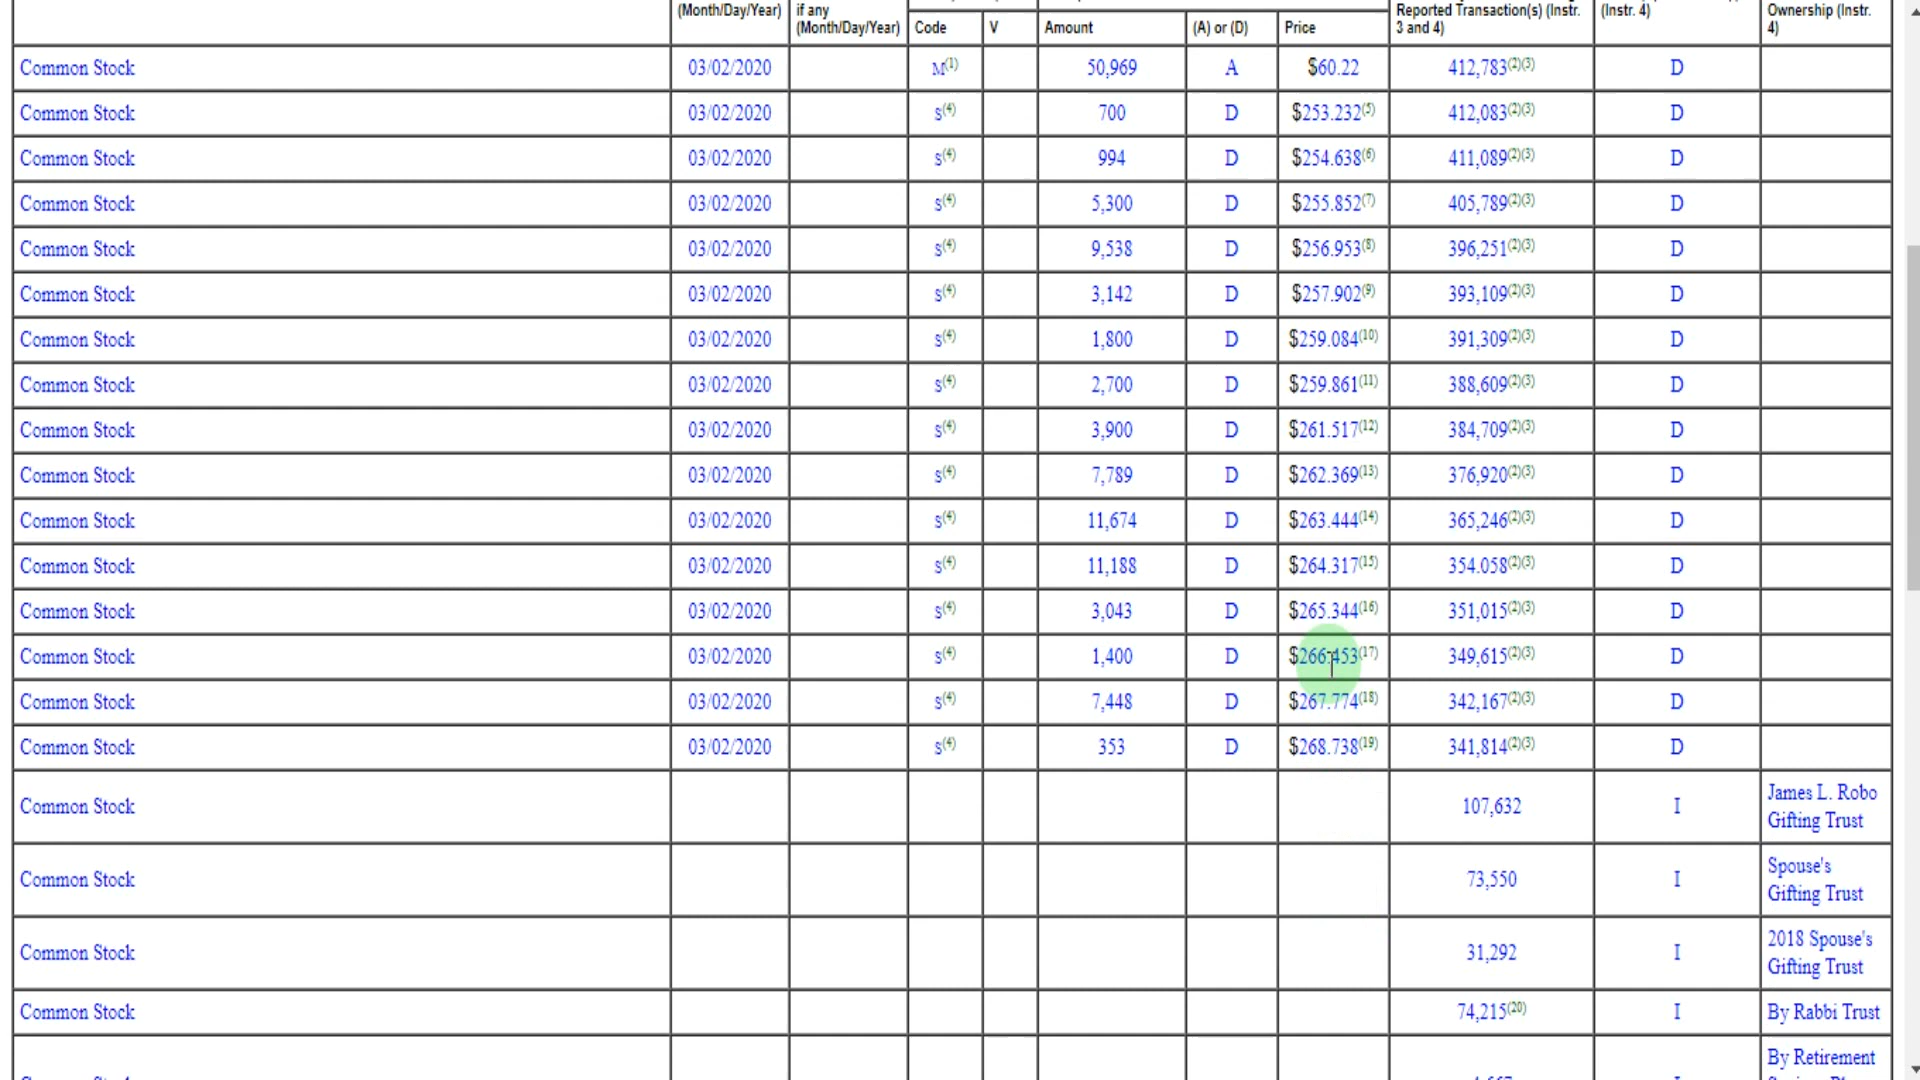 (Month/Day/Year) if any Reported Transaction(s) (Instr. (Instr. 4) Ownership (Instr.
(Month/Day/Year) Code V Amount (A) or (D) Price 3 and 4) 4)
Common Stock 03/02/2020 M(1) 50,969 A $60.22 412,783(2)(3) D
Common Stock 03/02/2020 S(4) 700 D $253.232(5) 412,083(2)(3) D
Common Stock 03/02/2020 S(4) 994 D $254.638(6) 411,089(2)(3) D
Common Stock 03/02/2020 S(4) 5,300 D $255.852(7) 405,789(2)(3) D
Common Stock 03/02/2020 S(4) 9,538 D $256.953(8) 396,251(2)(3) D
Common Stock 03/02/2020 S(4) 3,142 D $257.902(9) 393,109(2)(3) D
Common Stock 03/02/2020 S(4) 1,800 D $259.084(10) 391,309(2)(3) D
Common Stock 03/02/2020 S(4) 2,700 D $259.861(11) 388,609(2)(3) D
Common Stock 03/02/2020 S(4) 3,900 D $261.517(12) 384,709(2)(3) D
Common Stock 03/02/2020 S(4) 7,789 D $262.369(13) 376,920(2)(3) D
Common Stock 03/02/2020 S(4) 11,674 D $263.444(14) 365,246(2)(3) D
Common Stock 03/02/2020 S(4) 11,188 D $264.317(15) 354.058(2)(3) D
Common Stock 03/02/2020 S(4) 3,043 D $265.344(16) 351,015(2)(3) D
Common Stock 03/02/2020 S(4) 1,400 D $266.453(17) 349,615(2)(3) D
Common Stock 03/02/2020 S(4) 7,448 D $267.774(18) 342,167(2)(3) D
Common Stock 03/02/2020 S(4) 353 D $268.738(19) 341,814(2)(3) D
Common Stock 107,632 I James L. Robo
Gifting Trust
Common Stock 73,550 I Spouse's
Gifting Trust
Common Stock 31,292 I 2018 Spouse's
Gifting Trust
Common Stock 74,215(20) I By Rabbi Trust
By Retirement